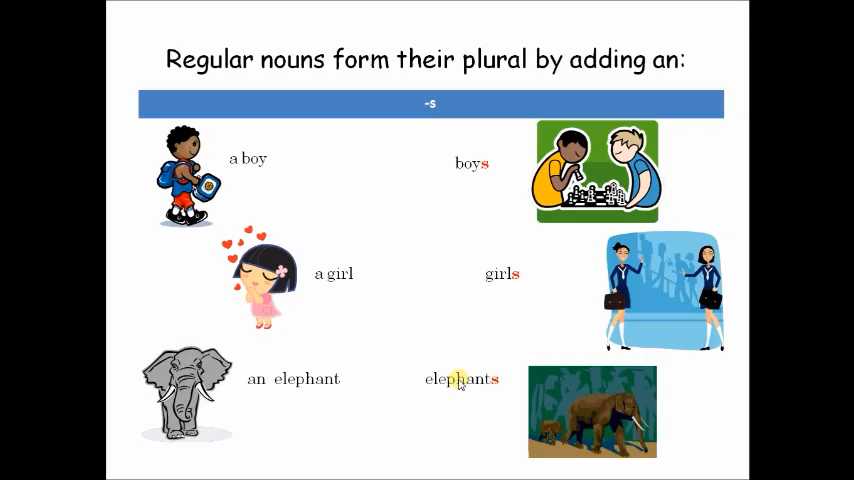 Regular nouns form their plural by adding an:
-s
a boy
boys
a girl
girls
an elephant
elephants